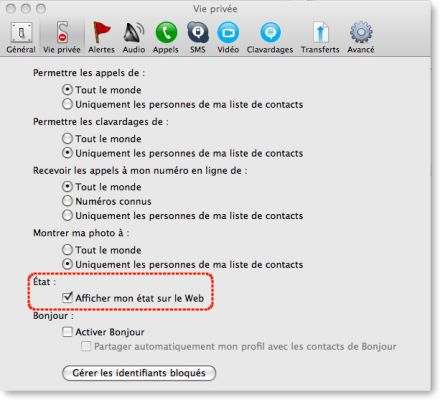 Vie privée
Général Vie privée Alertes Audio Appels SMS Vidéo Clavardages Transferts Avancé
Permettre les appels de :
Tout le monde
Uniquement les personnes de ma liste de contacts
Permettre les clavardages de :
Tout le monde
Uniquement les personnes de ma liste de contacts
Recevoir les appels à mon numéro en ligne de :
Tout le monde
Numéros connus
Uniquement les personnes de ma liste de contacts
Montrer ma photo à :
Tout le monde
Uniquement les personnes de ma liste de contacts
État :
Afficher mon état sur le Web
Bonjour :
Activer Bonjour
Partager automatiquement mon profil avec les contacts de Bonjour
Gérer les identifiants bloqués